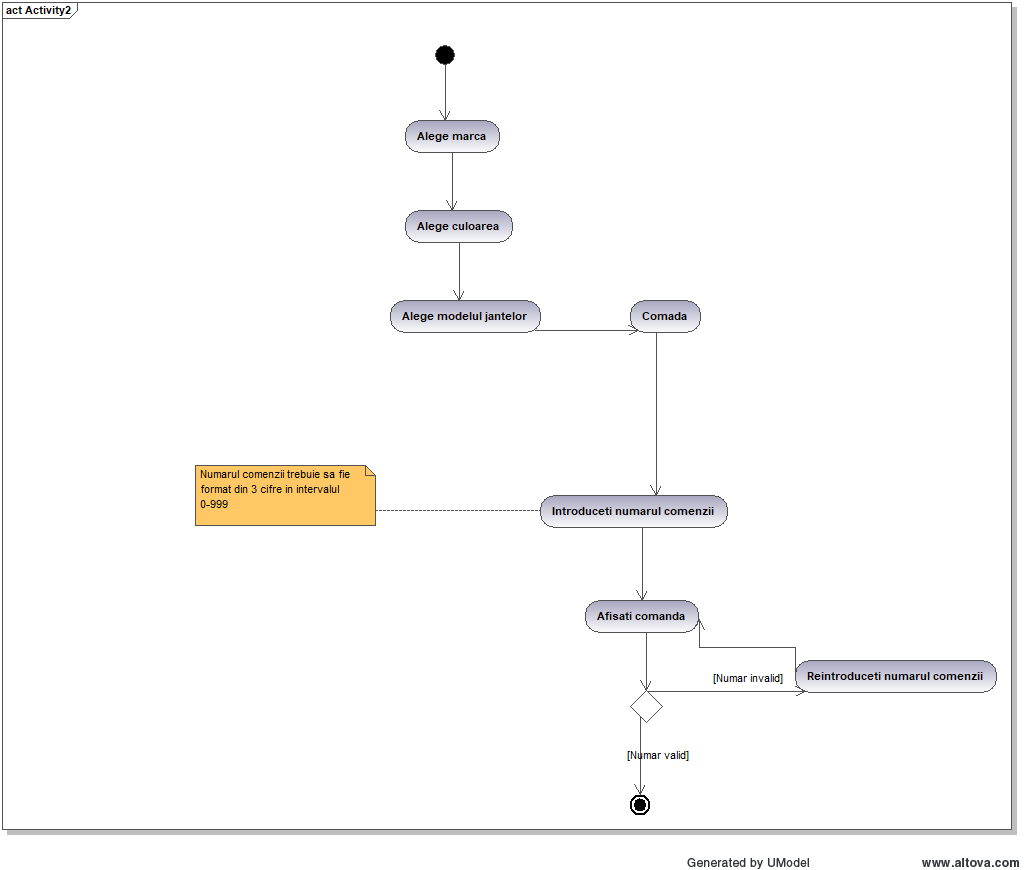 act Activity2
Alege marca
Alege culoarea
Alege modelul jantelor
Comada
Numarul comenzii trebuie sa fie
format din 3 cifre in intervalul
0-999
Introduceti numarul comenzii
Afisati comanda
Reintroduceti numarul comenzii
[Numar invalid]
[Numar valid]
Generated by UModel
www.altova.com